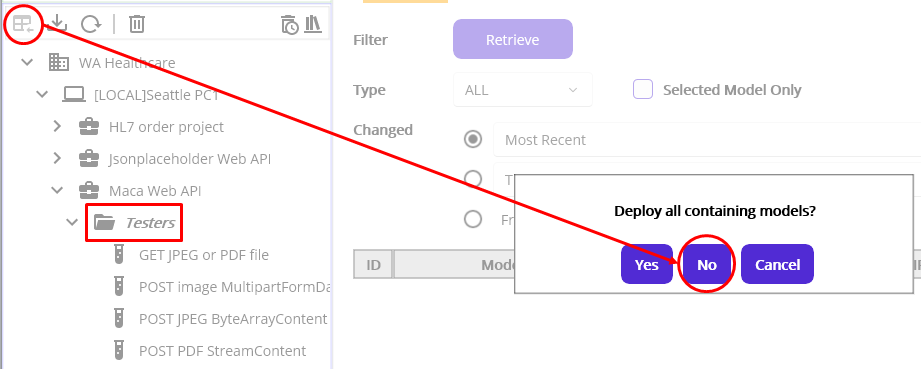 WA Healthcare
[LOCAL]Seattle PC1
HL7 order project
Jsonplaceholder Web API
Maca Web API
Testers
GET JPEG or PDF file
POST image MultipartFormDa
POST JPEG ByteArrayContent
POST PDF StreamContent
Filter
Retrieve
Type
ALL
Selected Model Only
Changed
Most Recent
T
Fr
Deploy all containing models?
Yes
No
Cancel
ID
Mode